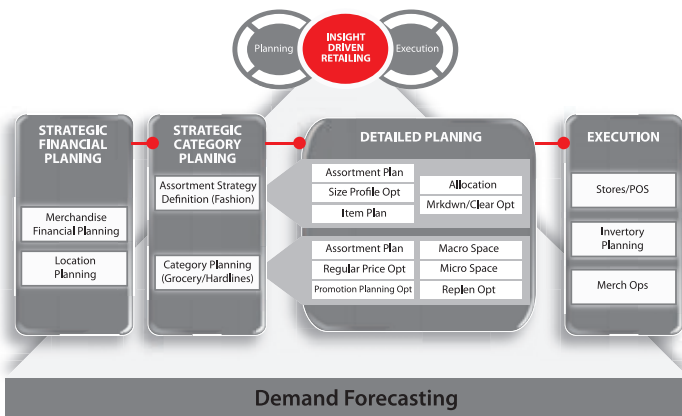 Planning
INSIGHT
DRIVEN
RETAILING
Execution
STRATEGIC
FINANCIAL
PLANING
Merchandise
Financial Planning
Location
Planning
STRATEGIC
CATEGORY
PLANING
Assortment Strategy
Definition (Fashion)
Category Planning
(Grocery/Hardlines)
DETAILED PLANING
Assortment Plan
Size Profile Opt
Item Plan
Allocation
Mrkdwn/Clear Opt
Assortment Plan
Regular Price Opt
Promotion Planning Opt
Macro Space
Micro Space
Replen Opt
EXECUTION
Stores/POS
Invertory
Planning
Merch Ops
Demand Forecasting